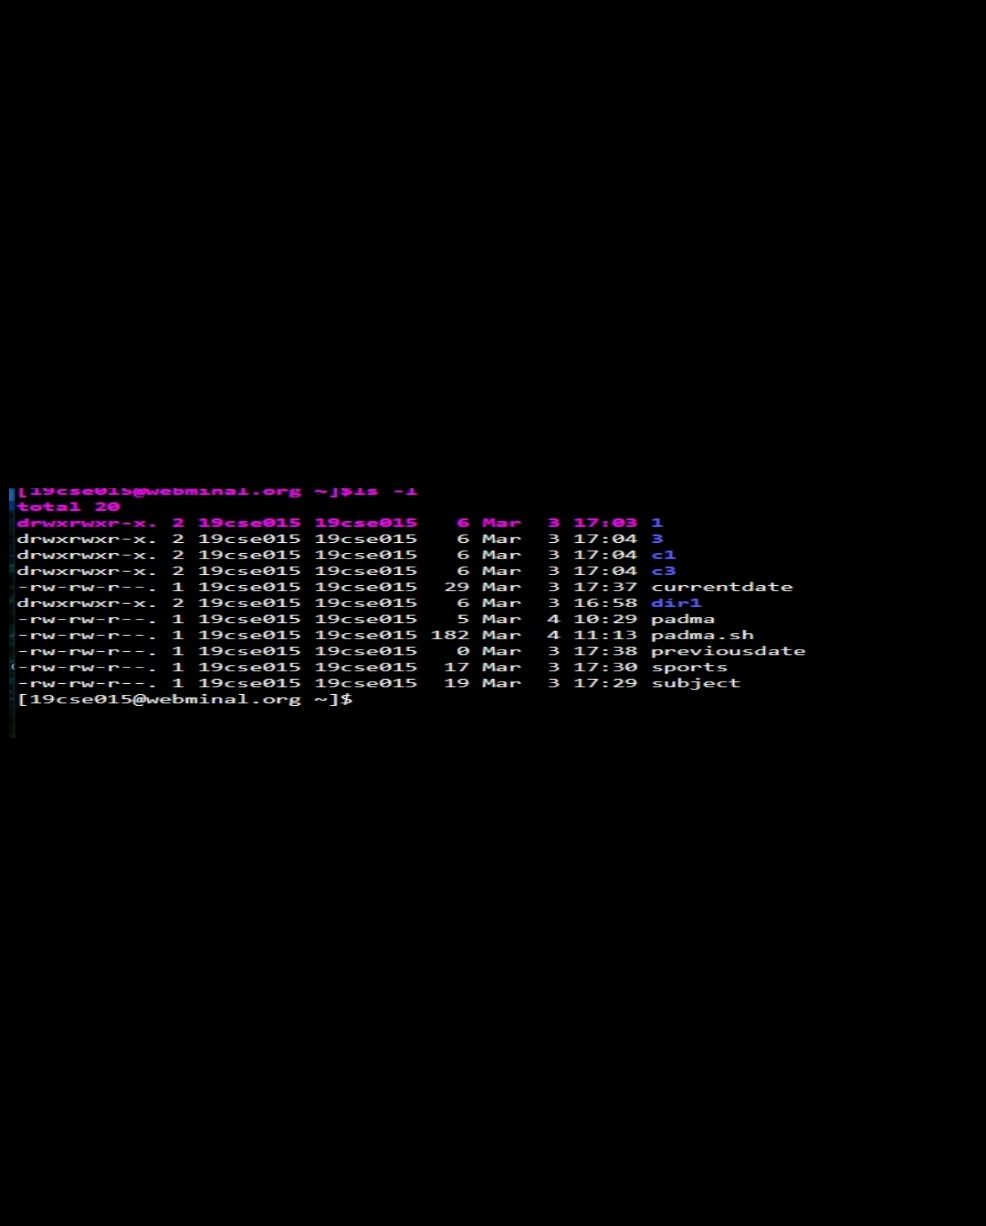 [19cse015@webminal.org ~]$ls -l
total 20
drwxrwxr-x. 2 19cse015 19cse015   6 Mar  3 17:03 1
drwxrwxr-x. 2 19cse015 19cse015   6 Mar  3 17:04 3
drwxrwxr-x. 2 19cse015 19cse015   6 Mar  3 17:04 c1
drwxrwxr-x. 2 19cse015 19cse015   6 Mar  3 17:04 c3
-rw-rw-r--. 1 19cse015 19cse015  29 Mar  3 17:37 currentdate
drwxrwxr-x. 2 19cse015 19cse015   6 Mar  3 16:58 dir1
-rw-rw-r--. 1 19cse015 19cse015   5 Mar  4 10:29 padma
-rw-rw-r--. 1 19cse015 19cse015 182 Mar  4 11:13 padma.sh
-rw-rw-r--. 1 19cse015 19cse015   0 Mar  3 17:38 previousdate
-rw-rw-r--. 1 19cse015 19cse015  17 Mar  3 17:30 sports
-rw-rw-r--. 1 19cse015 19cse015  19 Mar  3 17:29 subject
[19cse015@webminal.org ~]$